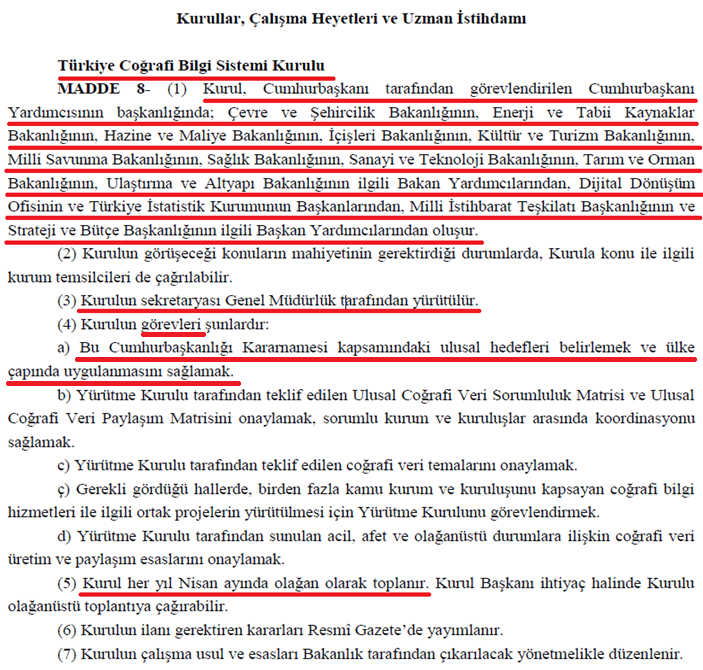 Kurullar, Çalışma Heyetleri ve Uzman İstihdamı
Türkiye Coğrafi Bilgi Sistemi Kurulu
MADDE 8- (1) Kurul, Cumhurbaşkanı tarafından görevlendirilen Cumhurbaşkanı
Yardımcısının başkanlığında; Çevre ve Şehircilik Bakanlığının, Enerji ve Tabii Kaynaklar
Bakanlığının, Hazine ve Maliye Bakanlığının, İçişleri Bakanlığının, Kültür ve Turizm Bakanlığının,
Milli Savunma Bakanlığının, Sağlık Bakanlığının, Sanayi ve Teknoloji Bakanlığının, Tarım ve Orman
Bakanlığının, Ulaştırma ve Altyapı Bakanlığının ilgili Bakan Yardımcılarından, Dijital Dönüşüm
Ofisinin ve Türkiye İstatistik Kurumunun Başkanlarından, Milli İstihbarat Teşkilatı Başkanlığının ve
Strateji ve Bütçe Başkanlığının ilgili Başkan Yardımcılarından oluşur.
(2) Kurulun görüşeceği konuların mahiyetinin gerektirdiği durumlarda, Kurula konu ile ilgili
kurum temsilcileri de çağrılabilir.
(3) Kurulun sekretaryası Genel Müdürlük tarafından yürütülür.
(4) Kurulun görevleri şunlardır:
a) Bu Cumhurbaşkanlığı Kararnamesi kapsamındaki ulusal hedefleri belirlemek ve ülke
çapında uygulanmasını sağlamak.
b) Yürütme Kurulu tarafından teklif edilen Ulusal Coğrafi Veri Sorumluluk Matrisi ve Ulusal
Coğrafi Veri Paylaşım Matrisini onaylamak, sorumlu kurum ve kuruluşlar arasında koordinasyonu
sağlamak.
c) Yürütme Kurulu tarafından teklif edilen coğrafi veri temalarını onaylamak.
ç) Gerekli gördüğü hallerde, birden fazla kamu kurum ve kuruluşunu kapsayan coğrafi bilgi
hizmetleri ile ilgili ortak projelerin yürütülmesi için Yürütme Kurulunu görevlendirmek.
d) Yürütme Kurulu tarafından sunulan acil, afet ve olağanüstü durumlara ilişkin coğrafi veri
üretim ve paylaşım esaslarını onaylamak.
(5) Kurul her yıl Nisan ayında olağan olarak toplanır. Kurul Başkanı ihtiyaç halinde Kurulu
olağanüstü toplantıya çağırabilir.
(6) Kurulun ilanı gerektiren kararları Resmî Gazete’de yayımlanır.
(7) Kurulun çalışma usul ve esasları Bakanlık tarafından çıkarılacak yönetmelikle düzenlenir.